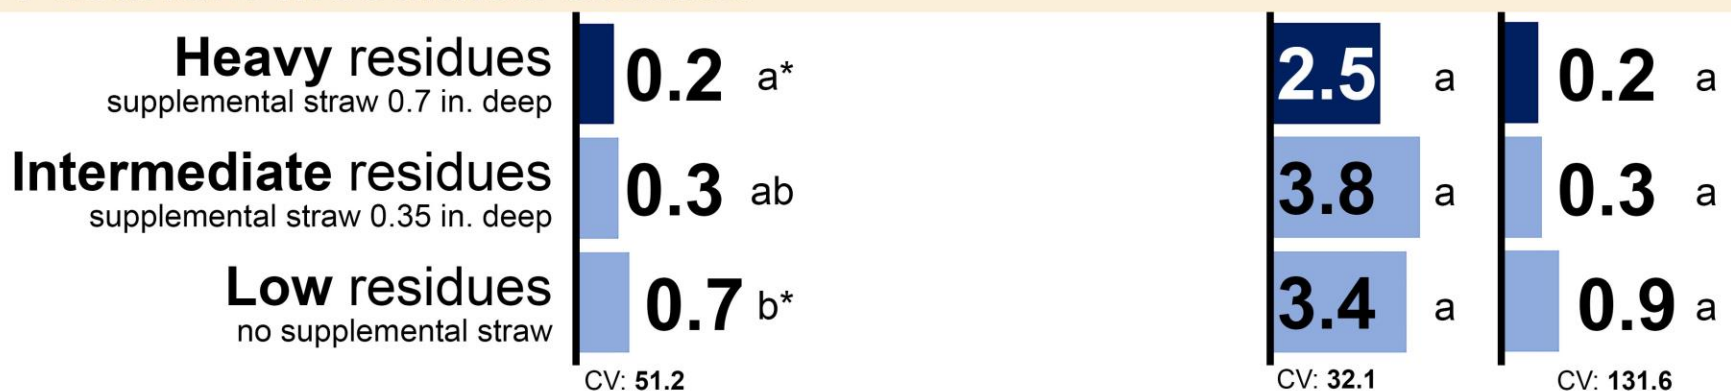 Heavy residues 0.2 a* 2.5 a 0.2 a
supplemental straw 0.7 in. deep
Intermediate residues 0.3 ab 3.8 a 0.3 a
supplemental straw 0.35 in. deep
Low residues 0.7 b* 3.4 a 0.9 a
no supplemental straw
CV: 51.2 CV: 32.1 CV: 131.6